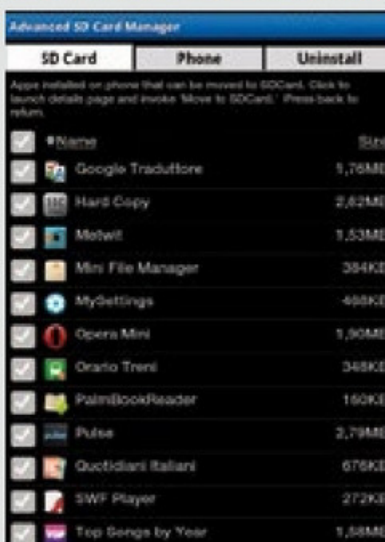 Advanced SD Card Manager
SD Card Phone Uninstall
Apps installed on phone that can be moved to SDCard. Click to
launch details page and invoke 'Move to SDCard.' Press back to
return.
Name Size
Google Traduttore 1,76MB
Hard Copy 2,62MB
Metwit 1,53MB
Mini File Manager 384KB
MySettings 468KB
Opera Mini 1,90MB
Orario Treni 348KB
PalmBookReader 160KB
pulse Pulse 2,79MB
Quotidiani Italiani 676KB
SWF Player 272KB
Top Songs by Year 1,58MB